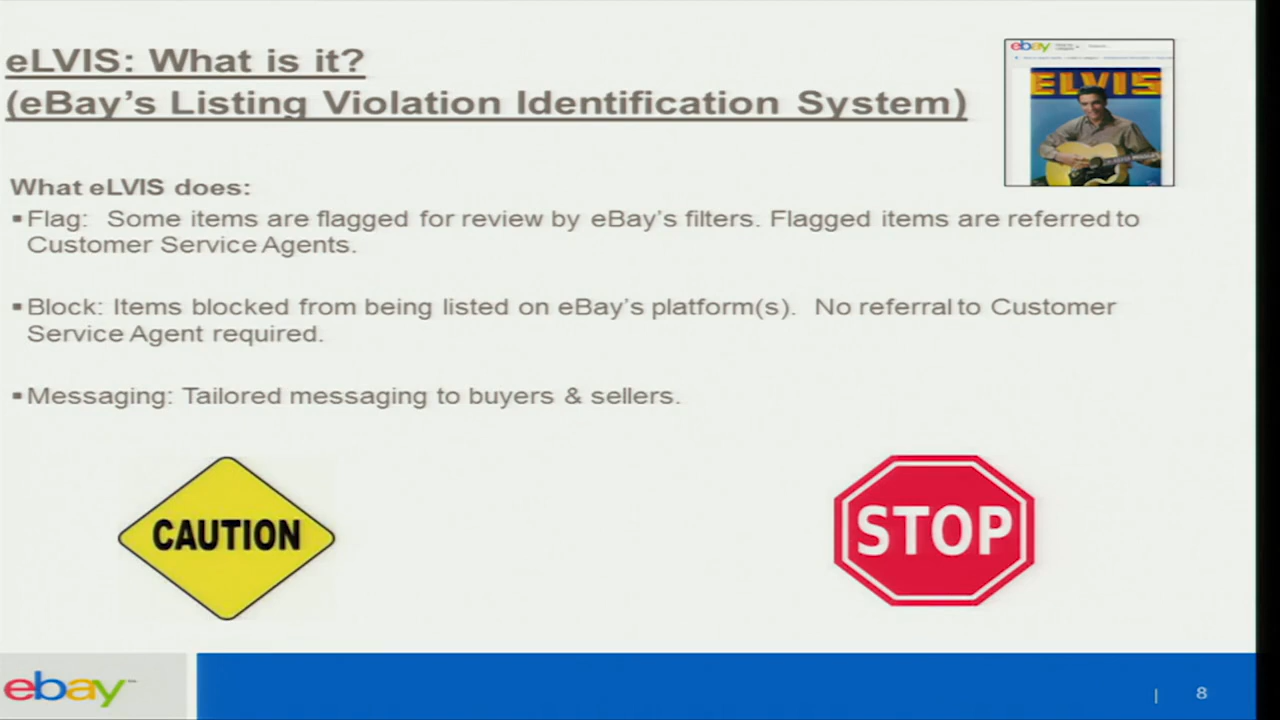 eLVIS: What is it?
(eBay's Listing Violation Identification System)
ebay
ELVIS
What eLVIS does:
▪Flag: Some items are flagged for review by eBay's filters. Flagged items are referred to
Customer Service Agents.
▪Block: Items blocked from being listed on eBay's platform(s). No referral to Customer
Service Agent required.
▪Messaging: Tailored messaging to buyers & sellers.
CAUTION
STOP
ebay™
| 8